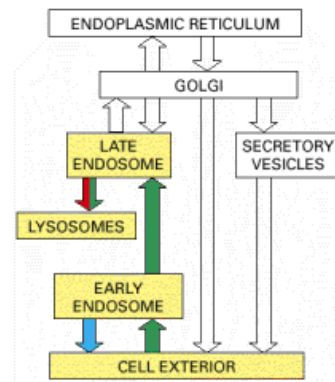 ENDOPLASMIC RETICULUM
GOLGI
LATE
ENDOSOME
SECRETORY
VESICLES
LYSOSOMES
EARLY
ENDOSOME
CELL EXTERIOR